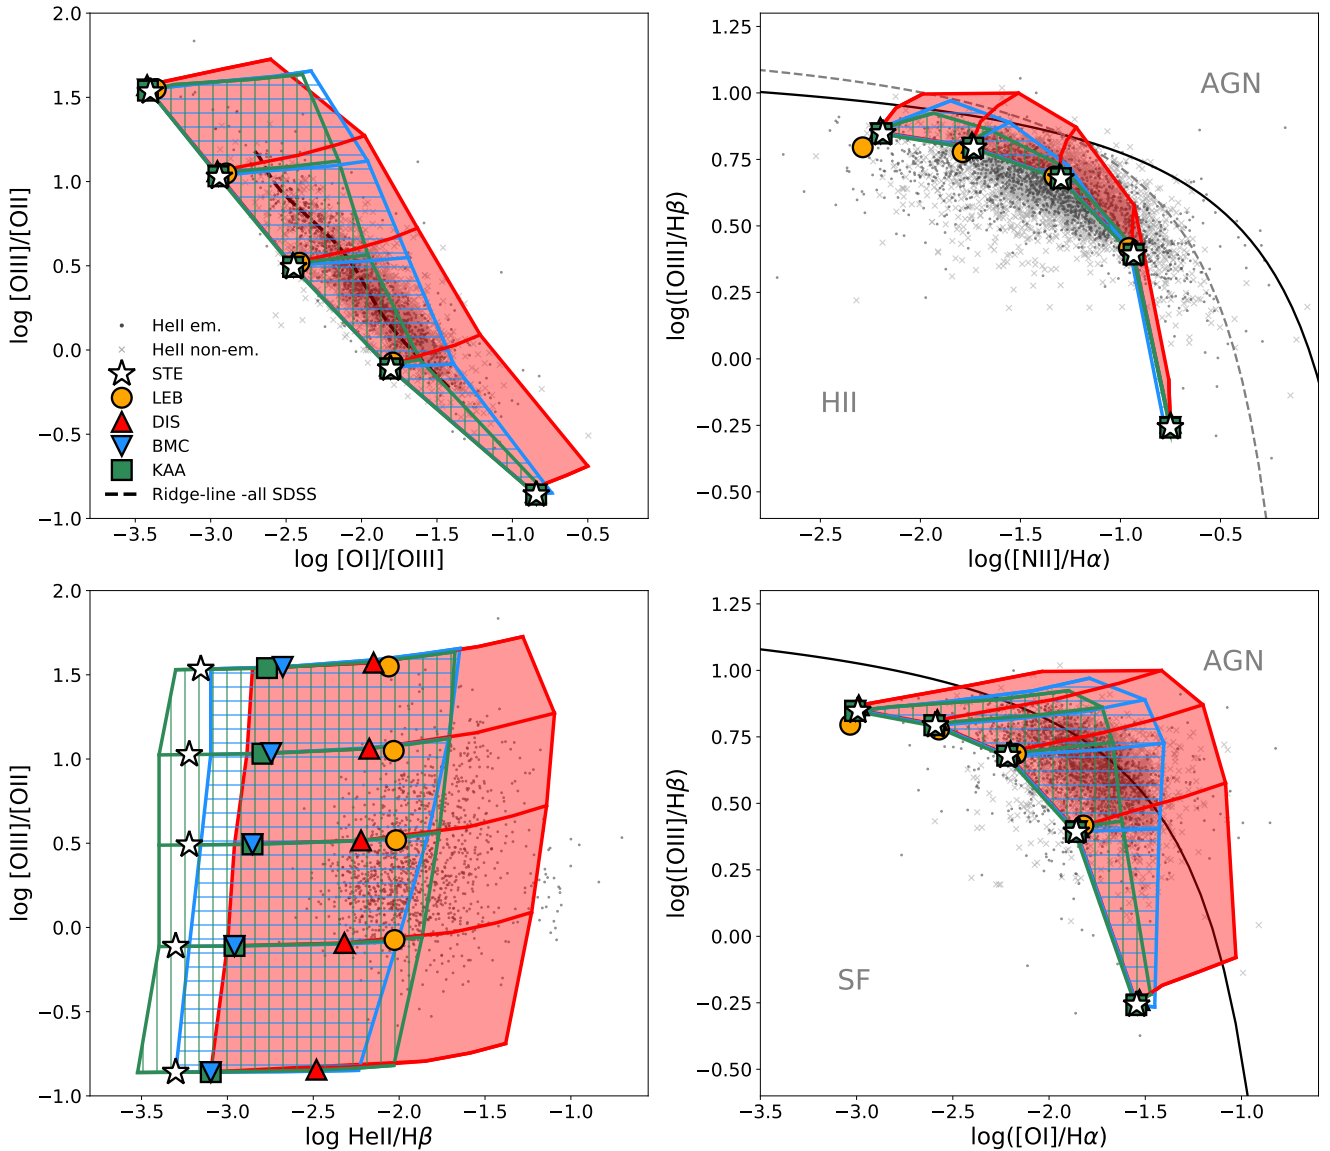 2.0
1.5
1.0
0.5
0.0
−0.5
−1.0
log [OIII]/[OII]
HeII em.
HeII non-em.
STE
LEB
DIS
BMC
KAA
Ridge-line -all SDSS
−3.5 −3.0 −2.5 −2.0 −1.5 −1.0 −0.5
log [OI]/[OIII]
1.25
1.00
0.75
0.50
0.25
0.00
−0.25
−0.50
log([OIII]/Hβ)
AGN
HII
−2.5 −2.0 −1.5 −1.0 −0.5
log([NII]/Hα)
2.0
1.5
1.0
0.5
0.0
−0.5
−1.0
log [OIII]/[OII]
−3.5 −3.0 −2.5 −2.0 −1.5 −1.0
log HeII/Hβ
1.25
1.00
0.75
0.50
0.25
0.00
−0.25
−0.50
log([OIII]/Hβ)
AGN
SF
−3.5 −3.0 −2.5 −2.0 −1.5 −1.0
log([OI]/Hα)